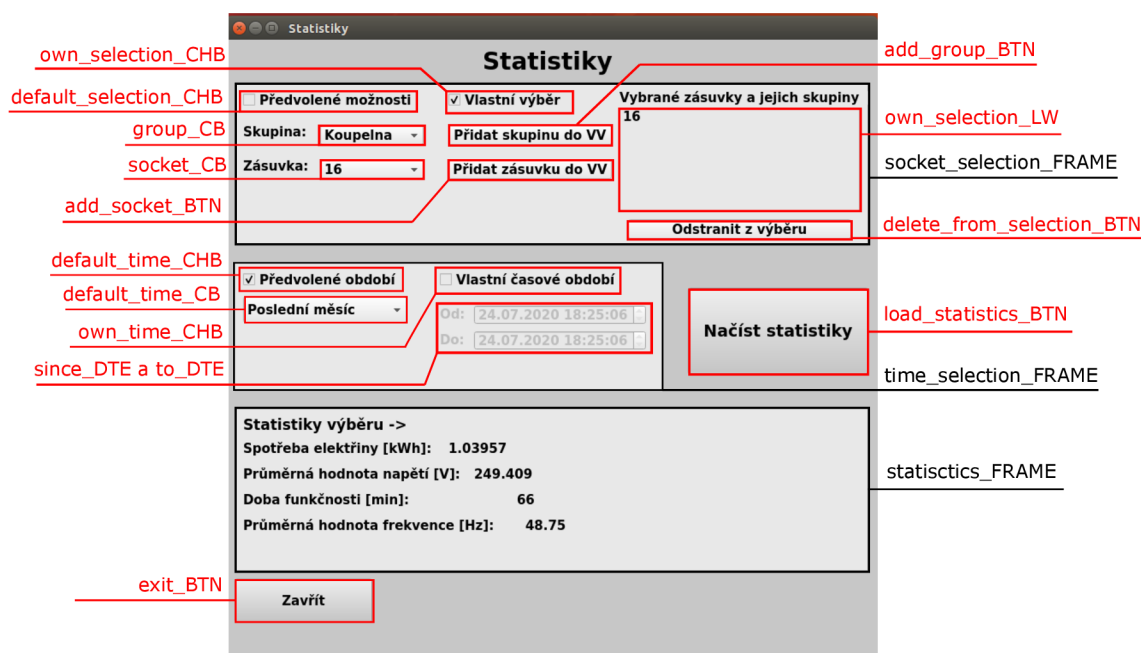 Statistiky
Statistiky
own_selection_CHB
add_group_BTN
default_selection_CHB
Předvolené možnosti
Vlastní výběr
Vybrané zásuvky a jejich skupiny
group_CB
Skupina:
Koupelna
Přidat skupinu do VV
16
own_selection_LW
socket_CB
Zásuvka:
16
Přidat zásuvku do VV
socket_selection_FRAME
add_socket_BTN
Odstranit z výběru
delete_from_selection_BTN
default_time_CHB
Předvolené období
Vlastní časové období
default_time_CB
Poslední měsíc
Od:
24.07.2020 18:25:06
load_statistics_BTN
own_time_CHB
Do:
24.07.2020 18:25:06
Načíst statistiky
since_DTE a to_DTE
time_selection_FRAME
Statistiky výběru ->
Spotřeba elektřiny [kWh]: 1.03957
Průměrná hodnota napětí [V]: 249.409
statisctics_FRAME
Doba funkčnosti [min]: 66
Průměrná hodnota frekvence [Hz]: 48.75
exit_BTN
Zavřít